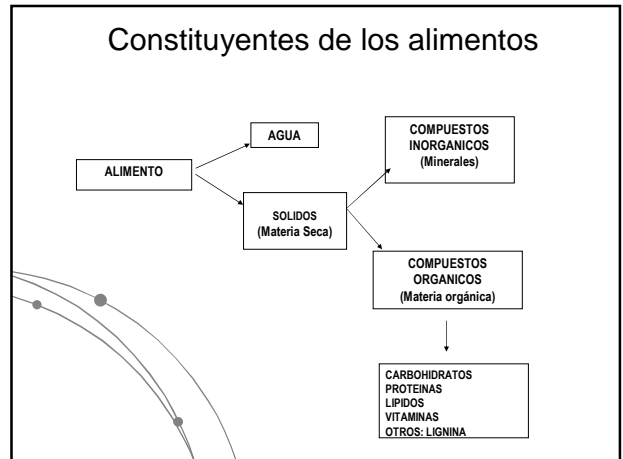 Constituyentes de los alimentos
AGUA
ALIMENTO
SOLIDOS
(Materia Seca)
COMPUESTOS
INORGANICOS
(Minerales)
COMPUESTOS
ORGANICOS
(Materia orgánica)
CARBOHIDRATOS
PROTEINAS
LIPIDOS
VITAMINAS
OTROS: LIGNINA